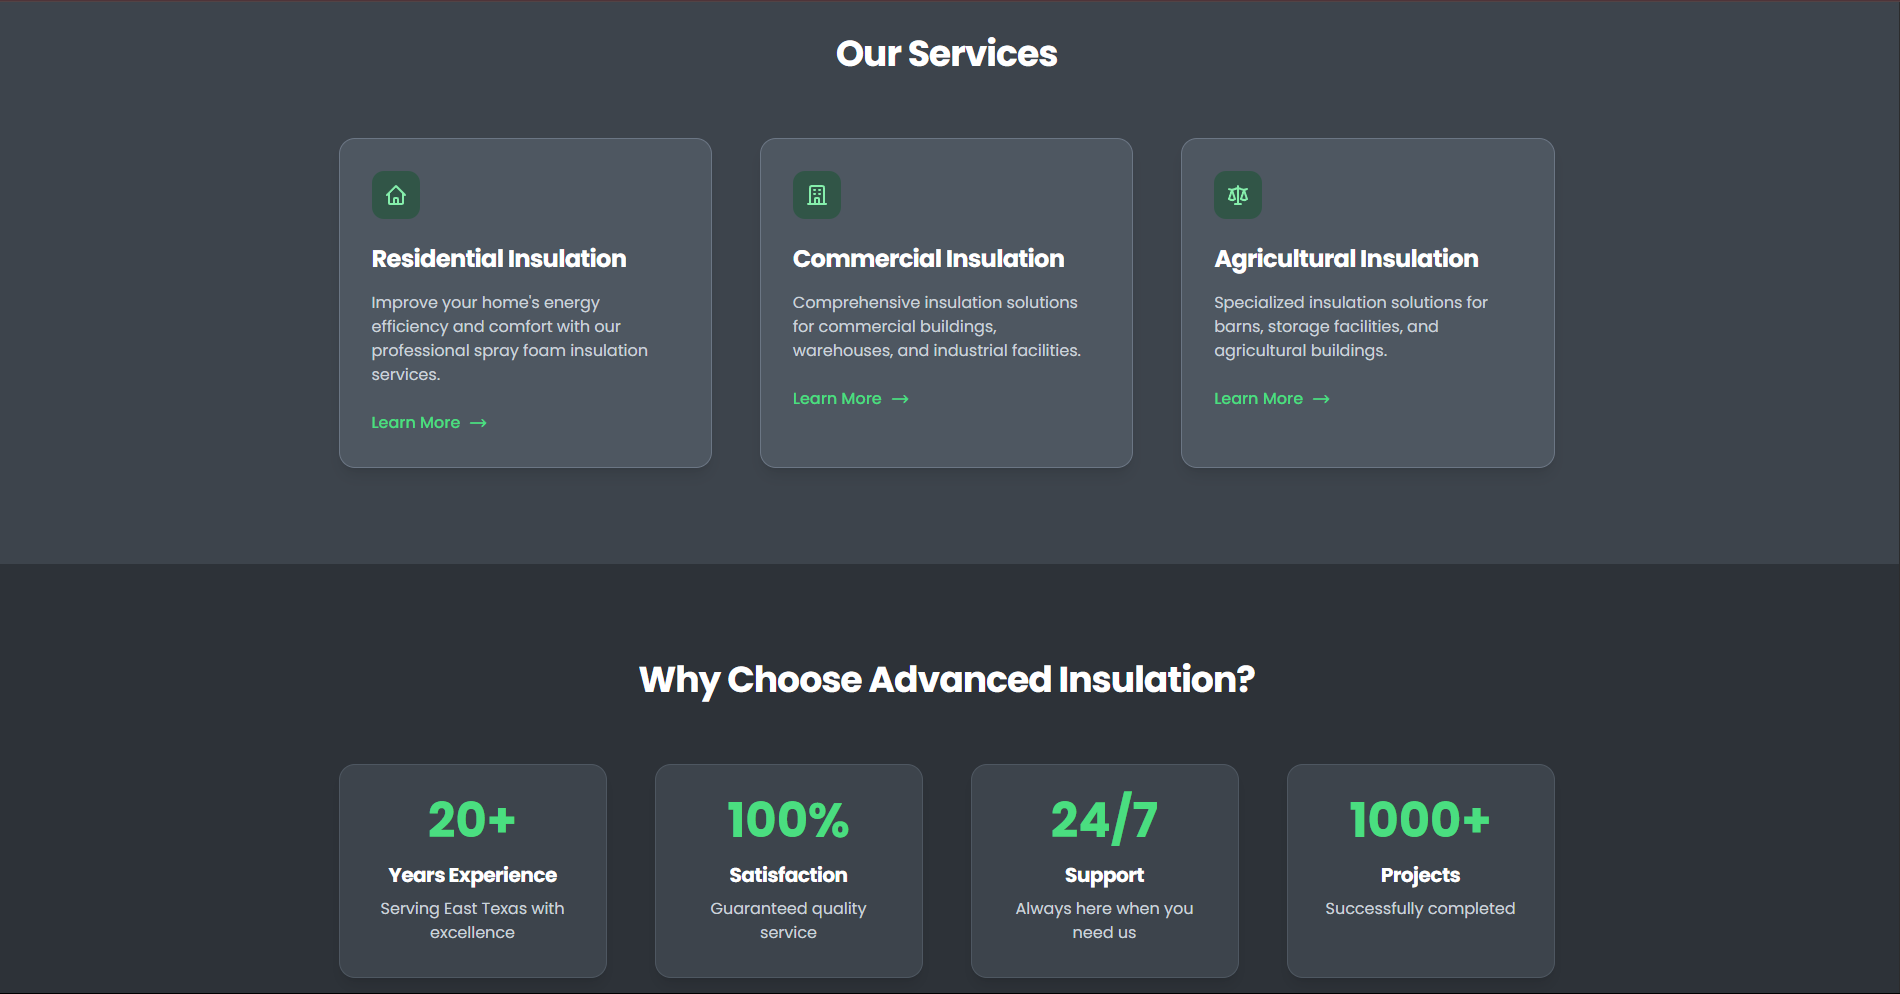 Our Services
Residential Insulation
Improve your home's energy
efficiency and comfort with our
professional spray foam insulation
services.
Learn More →
Commercial Insulation
Comprehensive insulation solutions
for commercial buildings,
warehouses, and industrial facilities.
Learn More →
Agricultural Insulation
Specialized insulation solutions for
barns, storage facilities, and
agricultural buildings.
Learn More →
Why Choose Advanced Insulation?
20+
Years Experience
Serving East Texas with
excellence
100%
Satisfaction
Guaranteed quality
service
24/7
Support
Always here when you
need us
1000+
Projects
Successfully completed